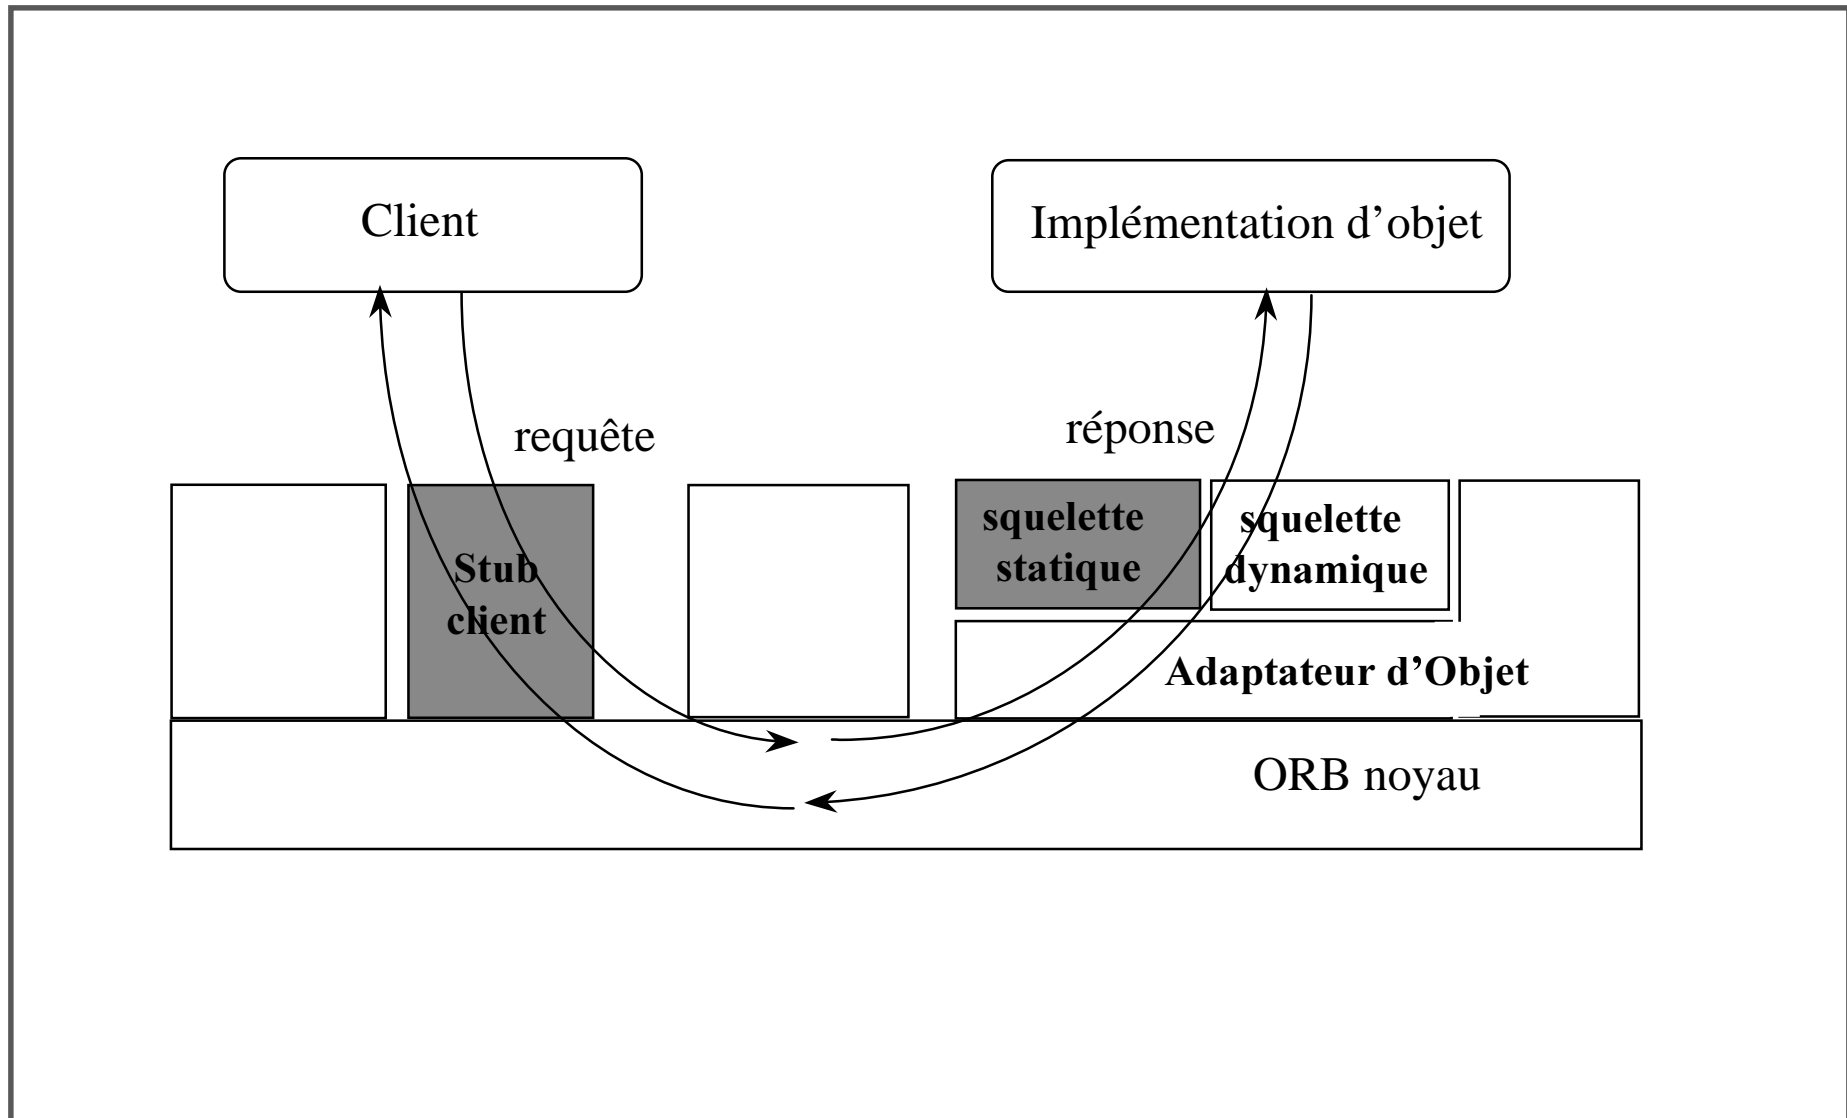 Client
Implémentation d’objet
requête
réponse
Stub
client
squelette
statique
squelette
dynamique
Adaptateur d’Objet
ORB noyau